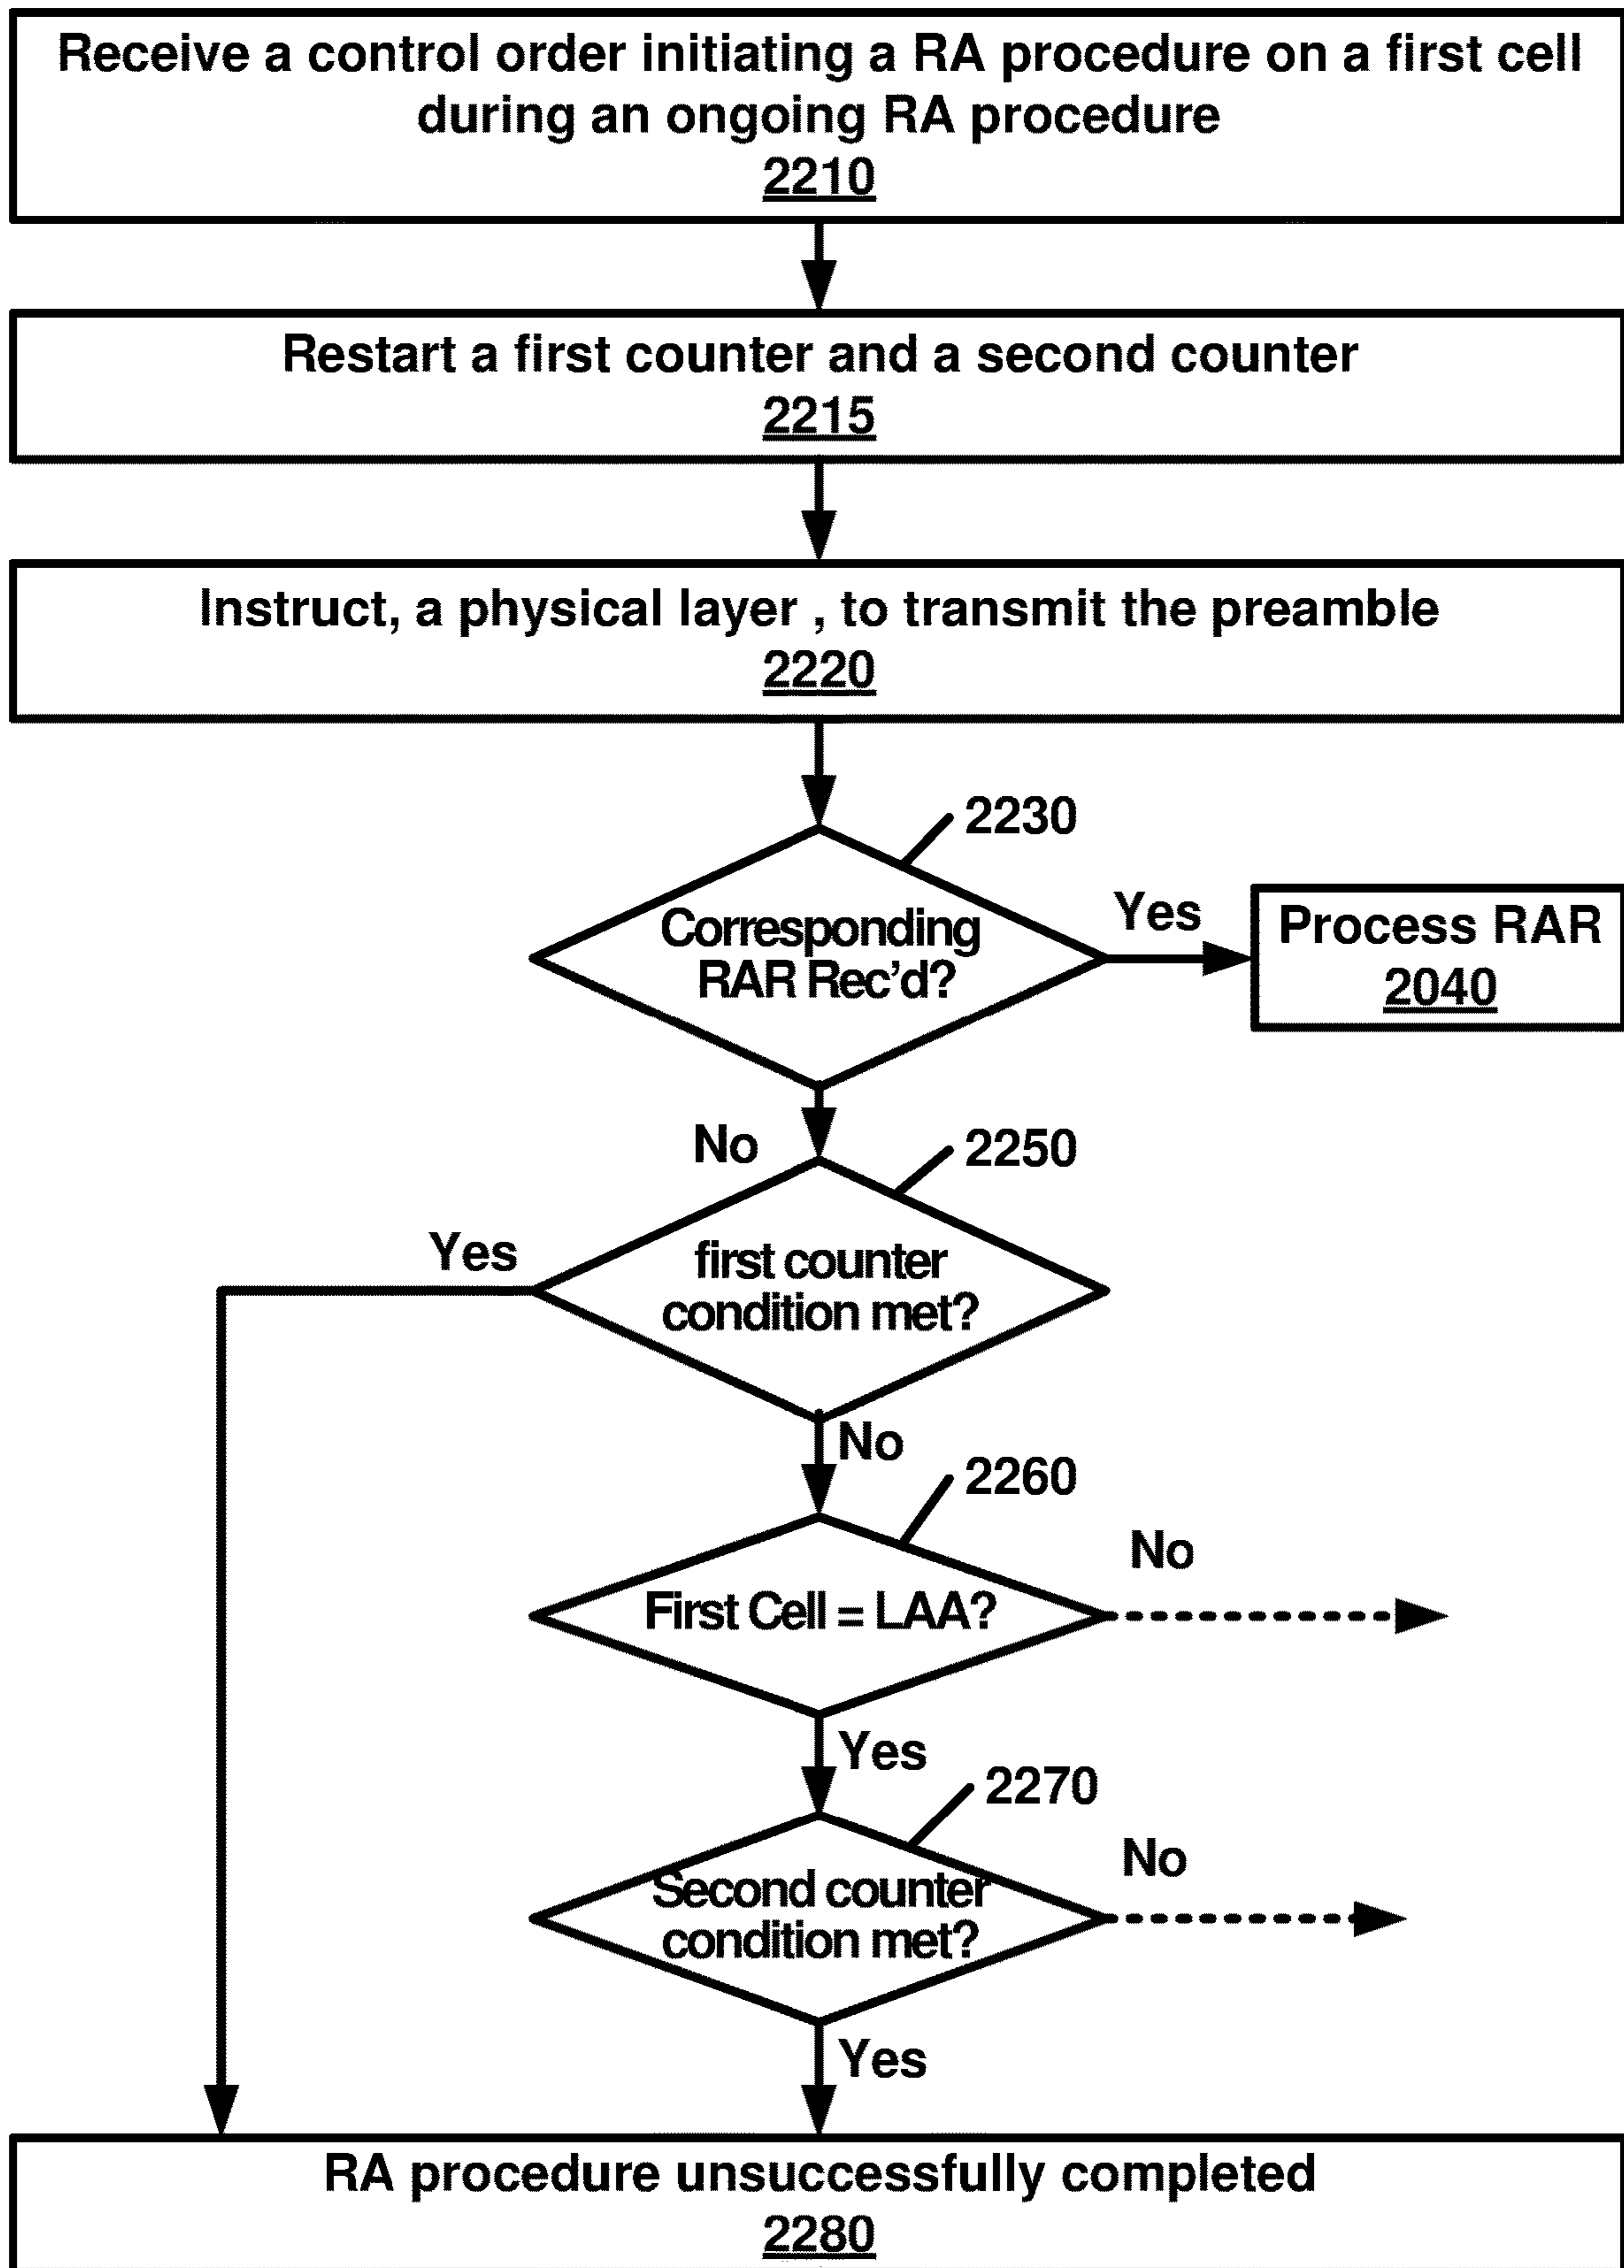 Receive a control order initiating a RA procedure on a first cell
during an ongoing RA procedure
2210
Restart a first counter and a second counter
2215
Instruct, a physical layer , to transmit the preamble
2220
2230
Corresponding
RAR Rec’d?
Yes
Process RAR
2040
No
2250
Yes
first counter
condition met?
No
2260
No
First Cell = LAA?
Yes
2270
No
Second counter
condition met?
Yes
RA procedure unsuccessfully completed
2280